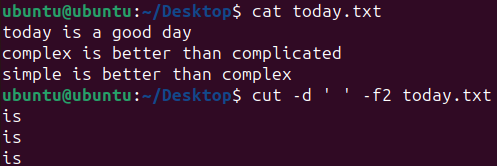 ubuntu@ubuntu:~/Desktop$ cat today.txt
today is a good day
complex is better than complicated
simple is better than complex
ubuntu@ubuntu:~/Desktop$ cut -d ' ' -f2 today.txt
is
is
is